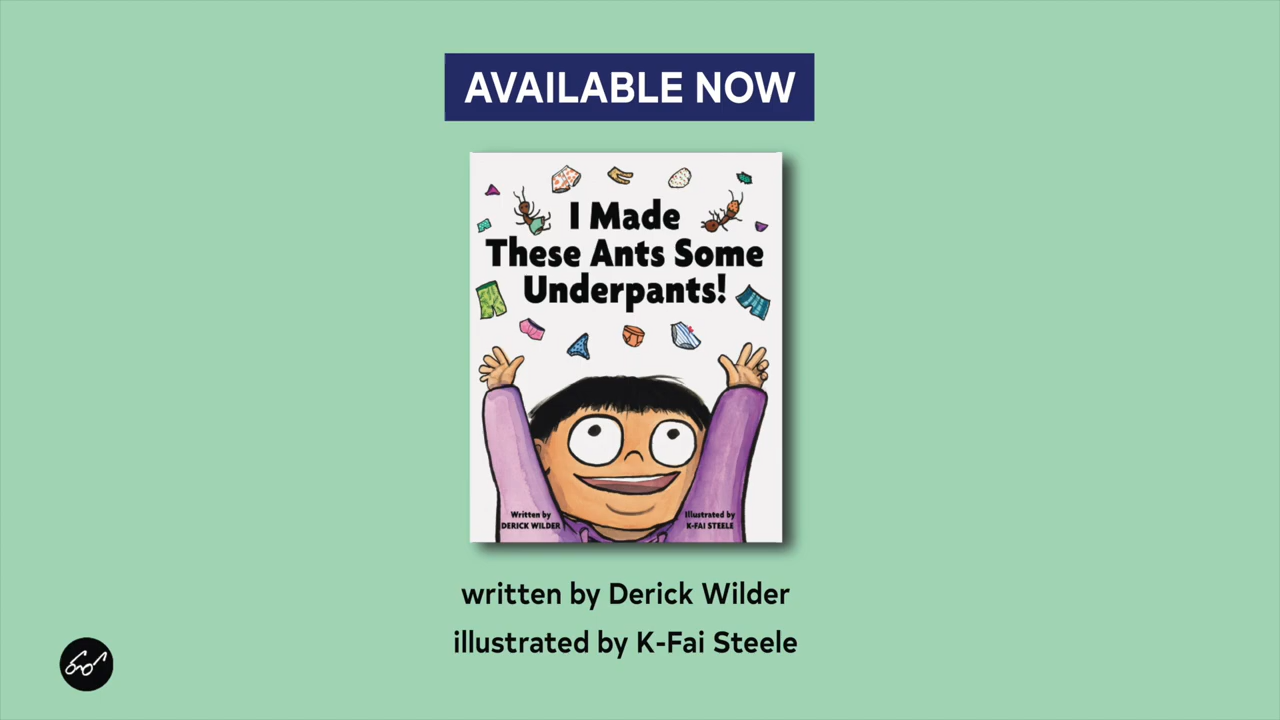 AVAILABLE NOW
I Made
These Ants Some
Underpants!
Written by
DERICK WILDER
Illustrated by
K-FAI STEELE
written by Derick Wilder
illustrated by K-Fai Steele